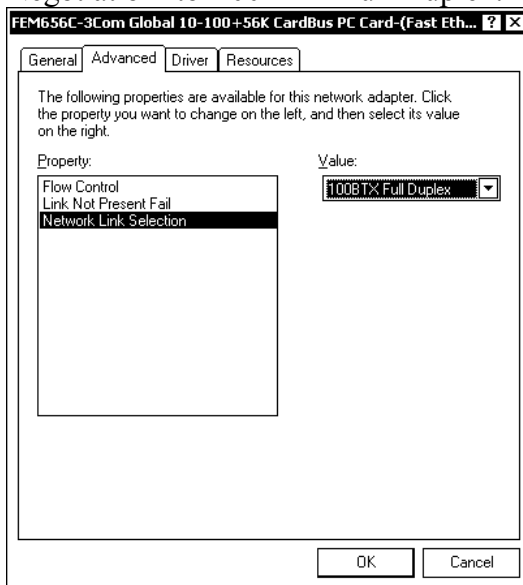 FEM656C-3Com Global 10-100+56K CardBus PC Card-(Fast Eth... ? X
General Advanced Driver Resources
The following properties are available for this network adapter. Click
the property you want to change on the left, and then select its value
on the right.
Property: Value:
Flow Control 100BTX Full Duplex
Link Not Present Fail
Network Link Selection
OK Cancel